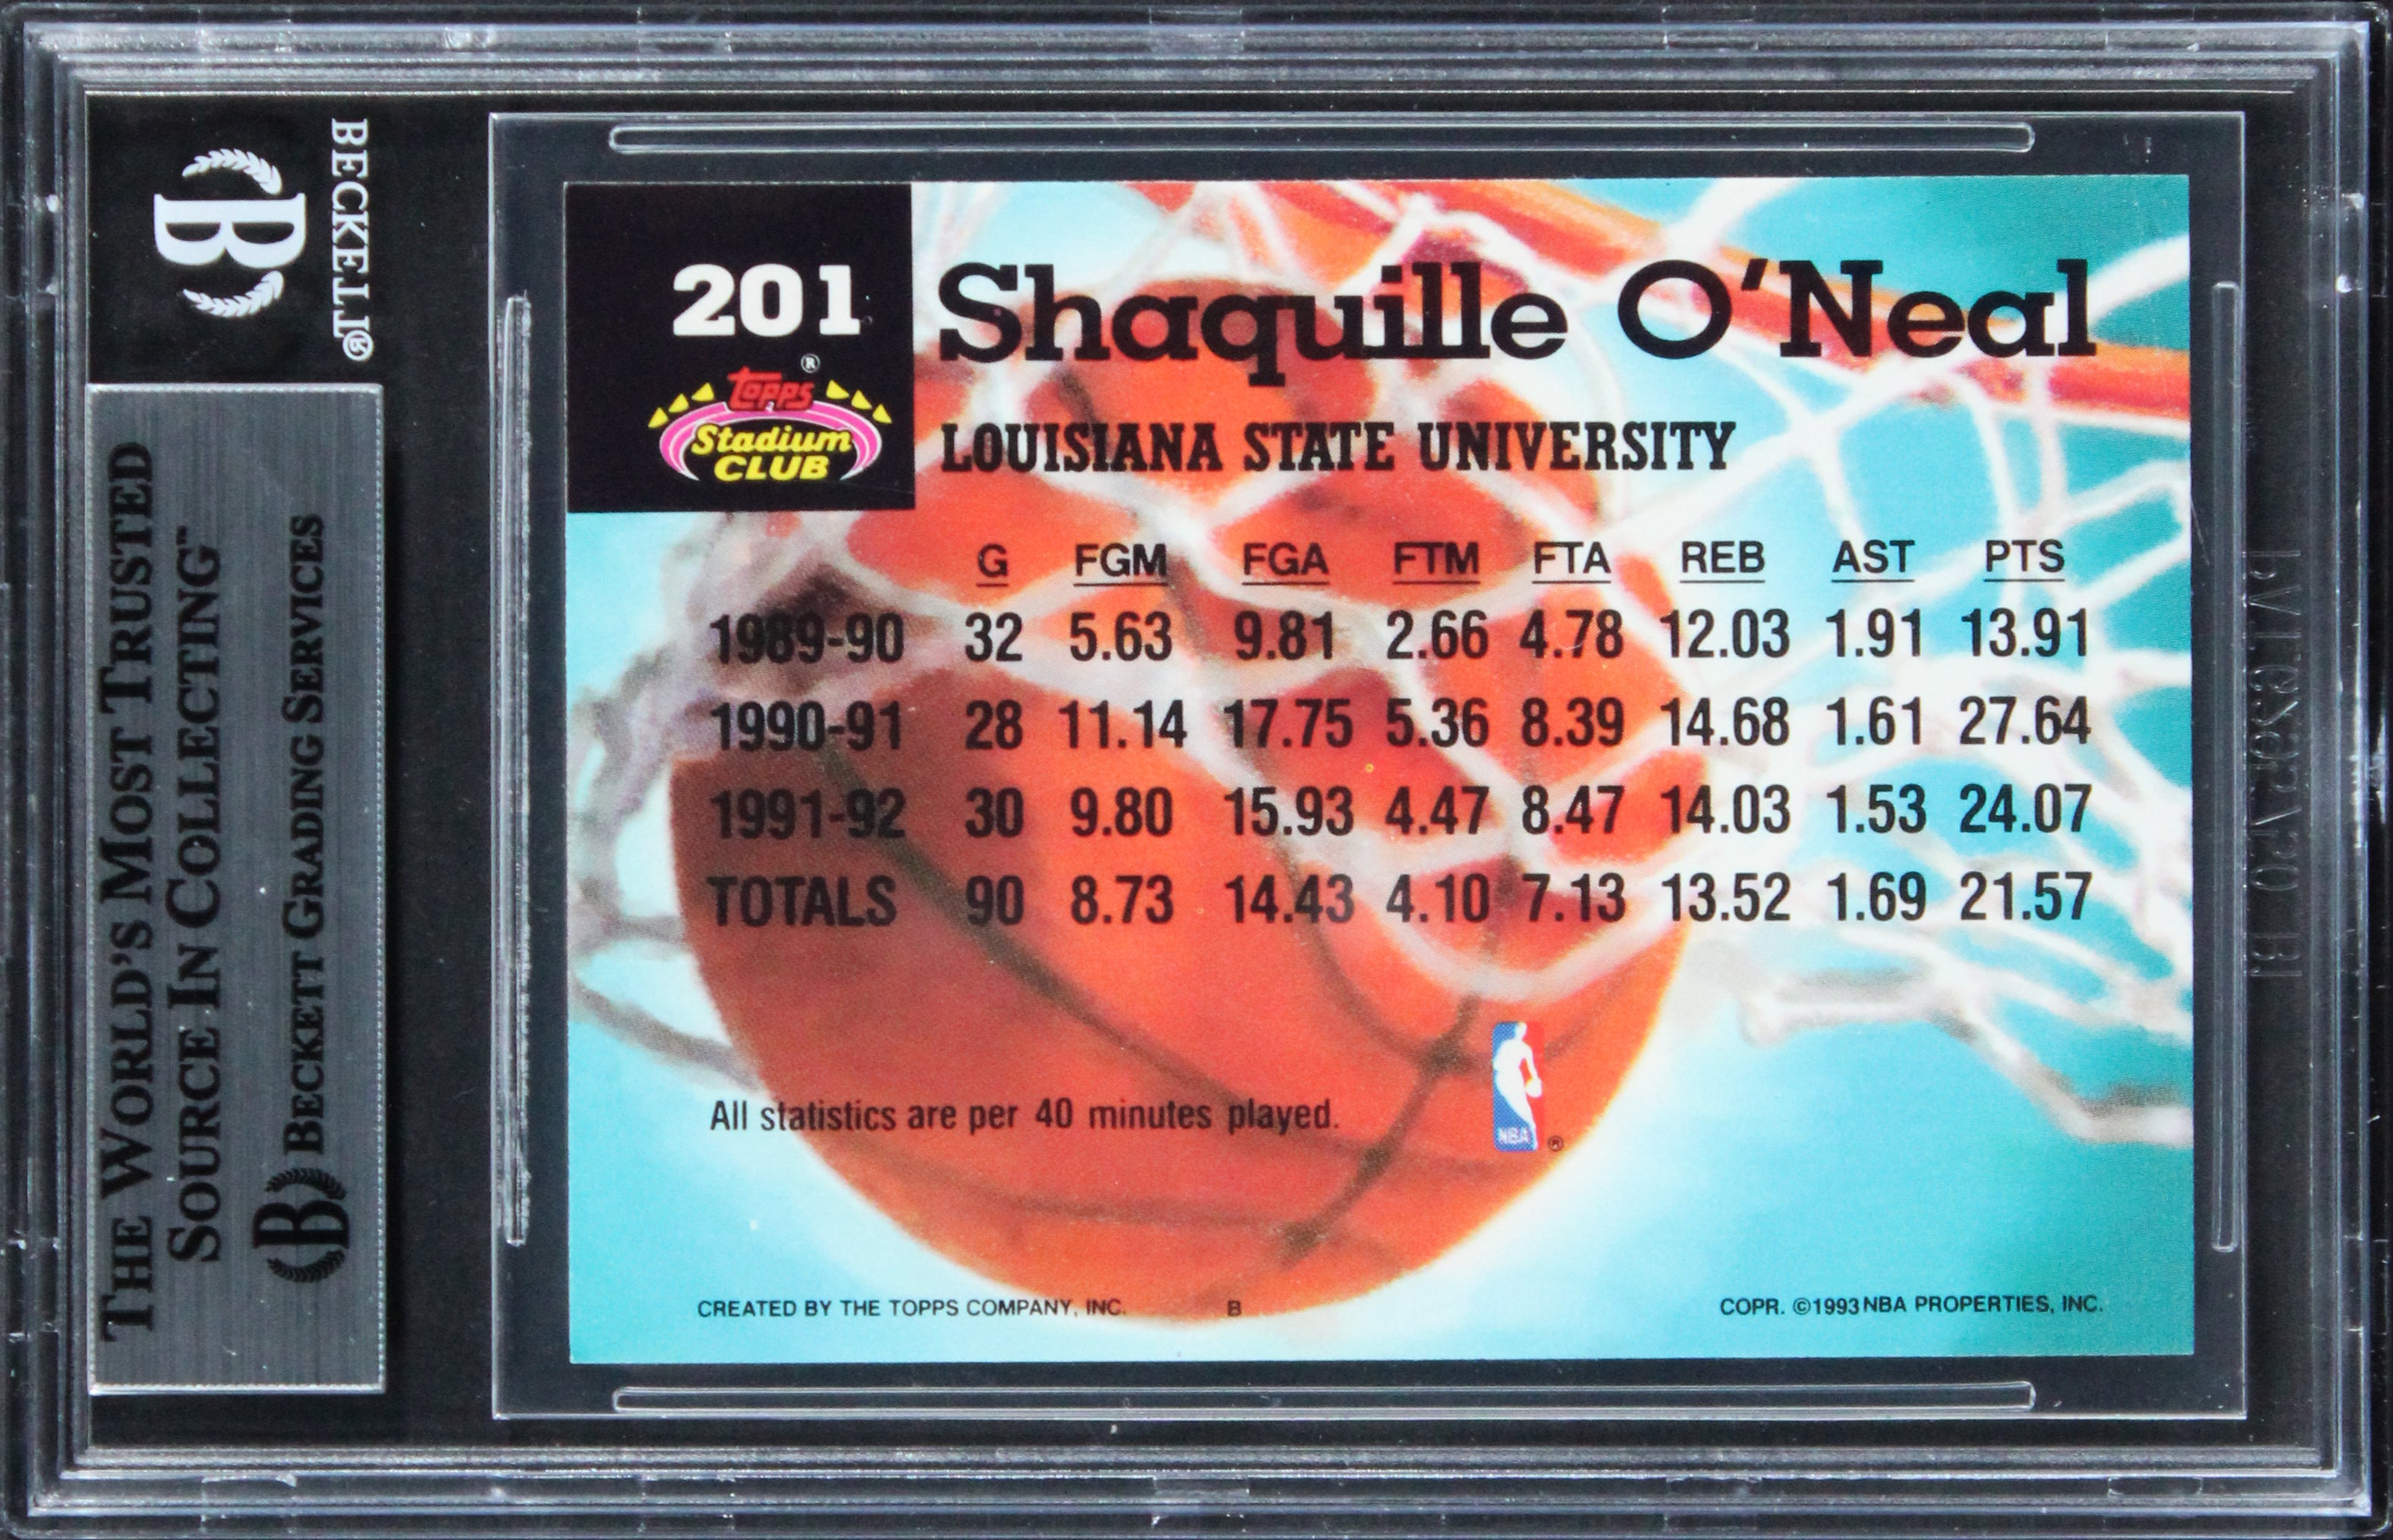 BECKETT®
B
THE WORLD'S MOST TRUSTED
SOURCE IN COLLECTING™
B BECKETT GRADING SERVICES
201
®
TOPPS
Stadium
CLUB
Shaquille O'Neal
LOUISIANA STATE UNIVERSITY
G FGM FGA FTM FTA REB AST PTS
1989-90 32 5.63 9.81 2.66 4.78 12.03 1.91 13.91
1990-91 28 11.14 17.75 5.36 8.39 14.68 1.61 27.64
1991-92 30 9.80 15.93 4.47 8.47 14.03 1.53 24.07
TOTALS 90 8.73 14.43 4.10 7.13 13.52 1.69 21.57
All statistics are per 40 minutes played.
NBA ®
CREATED BY THE TOPPS COMPANY, INC. B COPR. ©1993 NBA PROPERTIES, INC.